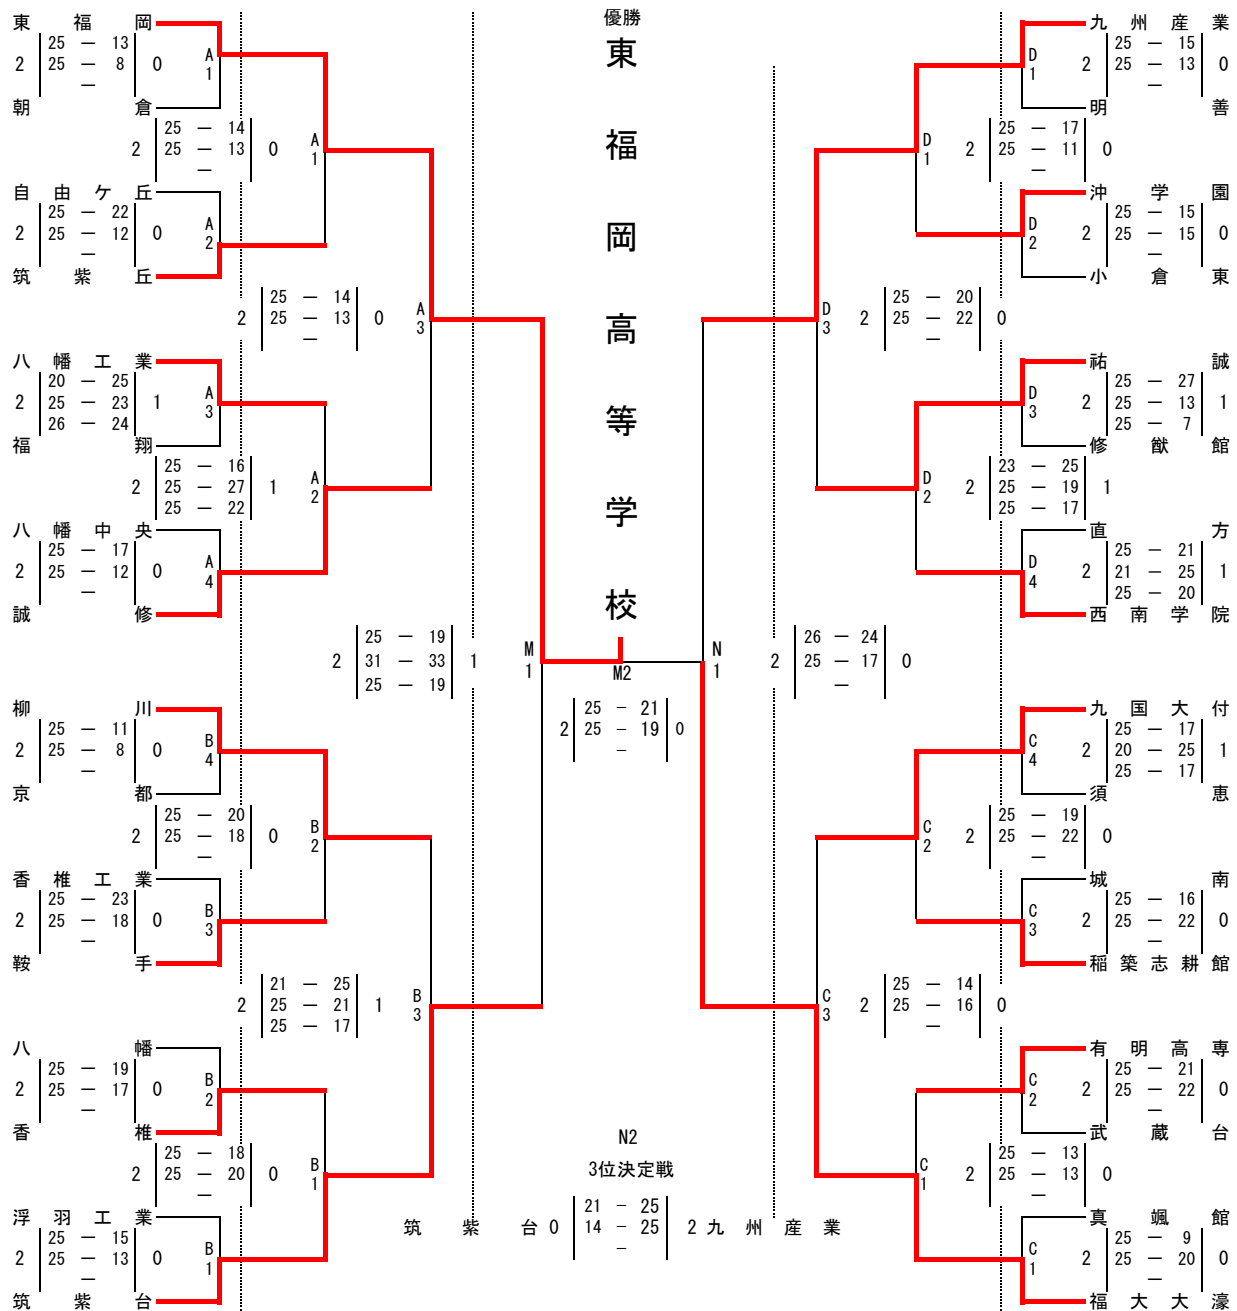 優勝
東福岡高等学校
東福岡
25 － 13
2 25 － 8 0
－
A1
朝倉
2 25 － 14
25 － 13 0
－
A1
自由ケ丘
25 － 22
2 25 － 12 0
－
A2
筑紫丘
25 － 14
2 25 － 13 0
－
A3
八幡工業
20 － 25
2 25 － 23 1
26 － 24
A3
福翔
25 － 16
2 25 － 27 1
25 － 22
A2
八幡中央
25 － 17
2 25 － 12 0
－
A4
誠修
25 － 19
2 31 － 33 1
25 － 19
M1
柳川
25 － 11
2 25 － 8 0
－
B4
京都
25 － 20
2 25 － 18 0
－
B2
香椎工業
25 － 23
2 25 － 18 0
－
B3
鞍手
21 － 25
2 25 － 21 1
25 － 17
B3
八幡
25 － 19
2 25 － 17 0
－
B2
香椎
25 － 18
2 25 － 20 0
－
B1
浮羽工業
25 － 15
2 25 － 13 0
－
B1
筑紫台
M2
25 － 21
2 25 － 19 0
－
N2
3位決定戦
21 － 25
筑紫台 0 14 － 25 2 九州産業
－
九州産業
25 － 15
D1 2 25 － 13 0
－
明善
25 － 17
D1 2 25 － 11 0
－
沖学園
25 － 15
D2 2 25 － 15 0
－
小倉東
25 － 20
D3 2 25 － 22 0
－
祐誠
25 － 27
D3 2 25 － 13 1
25 － 7
修猷館
23 － 25
D2 2 25 － 19 1
25 － 17
直方
25 － 21
D4 2 21 － 25 1
25 － 20
西南学院
26 － 24
N1 2 25 － 17 0
－
九国大付
25 － 17
C4 2 20 － 25 1
25 － 17
須恵
25 － 19
C2 2 25 － 22 0
－
城南
25 － 16
C3 2 25 － 22 0
－
稲築志耕館
25 － 14
C3 2 25 － 16 0
－
有明高専
25 － 21
C2 2 25 － 22 0
－
武蔵台
25 － 13
C1 2 25 － 13 0
－
真颯館
25 － 9
C1 2 25 － 20 0
－
福大大濠